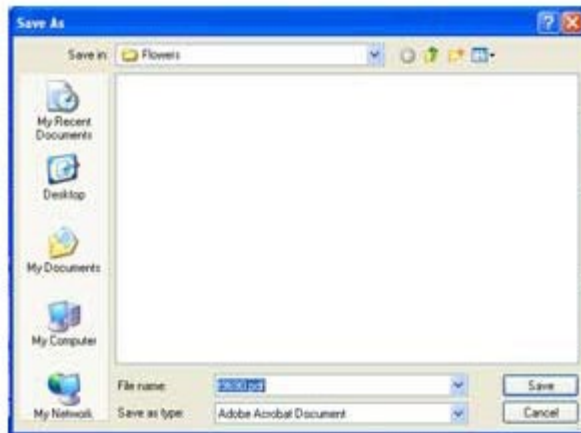 Save As
Save in: Flowers
My Recent
Documents
Desktop
My Documents
My Computer
My Network
File name:
Save
Save as type: Adobe Acrobat Document
Cancel